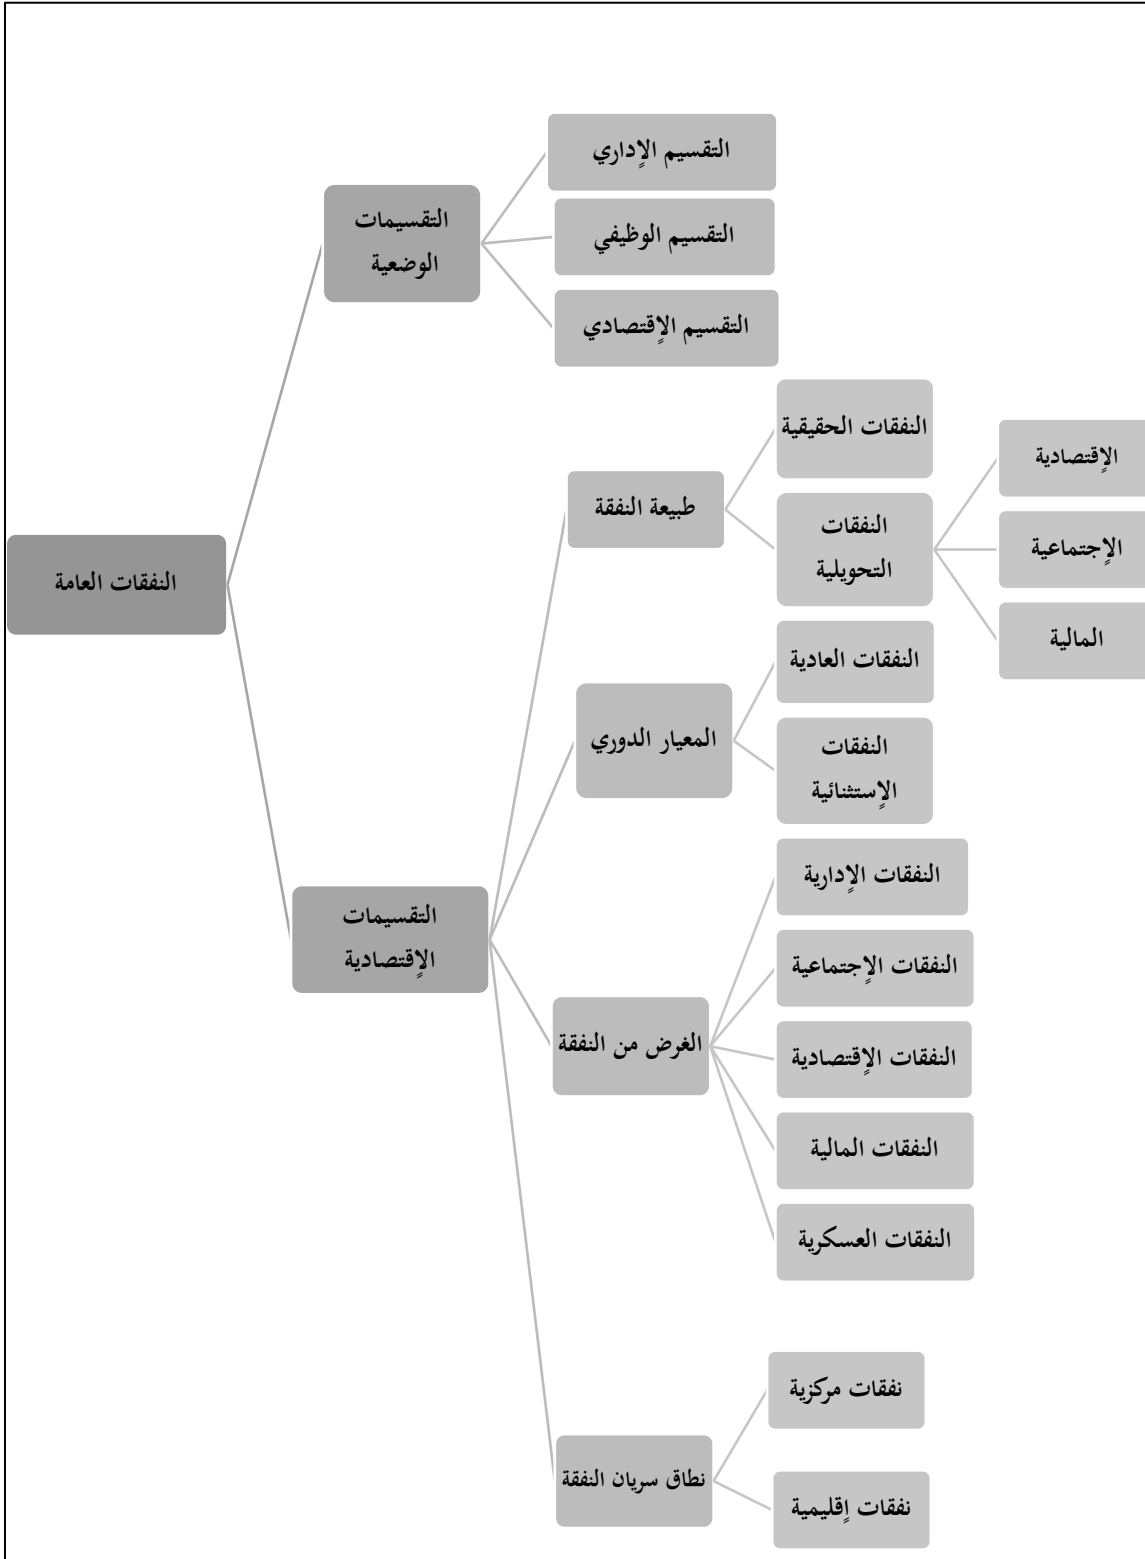 النفقات العامة
التقسيمات
الوضعية
التقسيم الإداري
التقسيم الوظيفي
التقسيم الإقتصادي
التقسيمات
الإقتصادية
طبيعة النفقة
النفقات الحقيقية
النفقات
التحويلية
الإقتصادية
الإجتماعية
المالية
المعيار الدوري
النفقات العادية
النفقات
الإستثنائية
الغرض من النفقة
النفقات الإدارية
النفقات الإجتماعية
النفقات الإقتصادية
النفقات المالية
النفقات العسكرية
نطاق سريان النفقة
نفقات مركزية
نفقات إقليمية